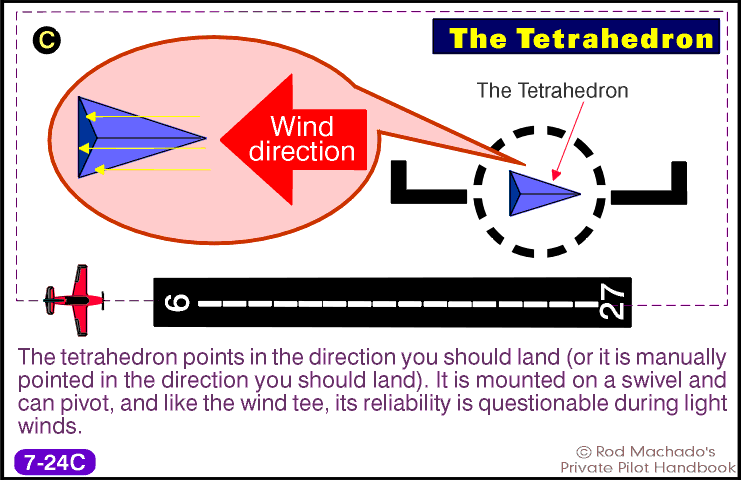 C
The Tetrahedron
The Tetrahedron
Wind
direction
9
27
The tetrahedron points in the direction you should land (or it is manually
pointed in the direction you should land). It is mounted on a swivel and
can pivot, and like the wind tee, its reliability is questionable during light
winds.
7-24C
© Rod Machado's
Private Pilot Handbook